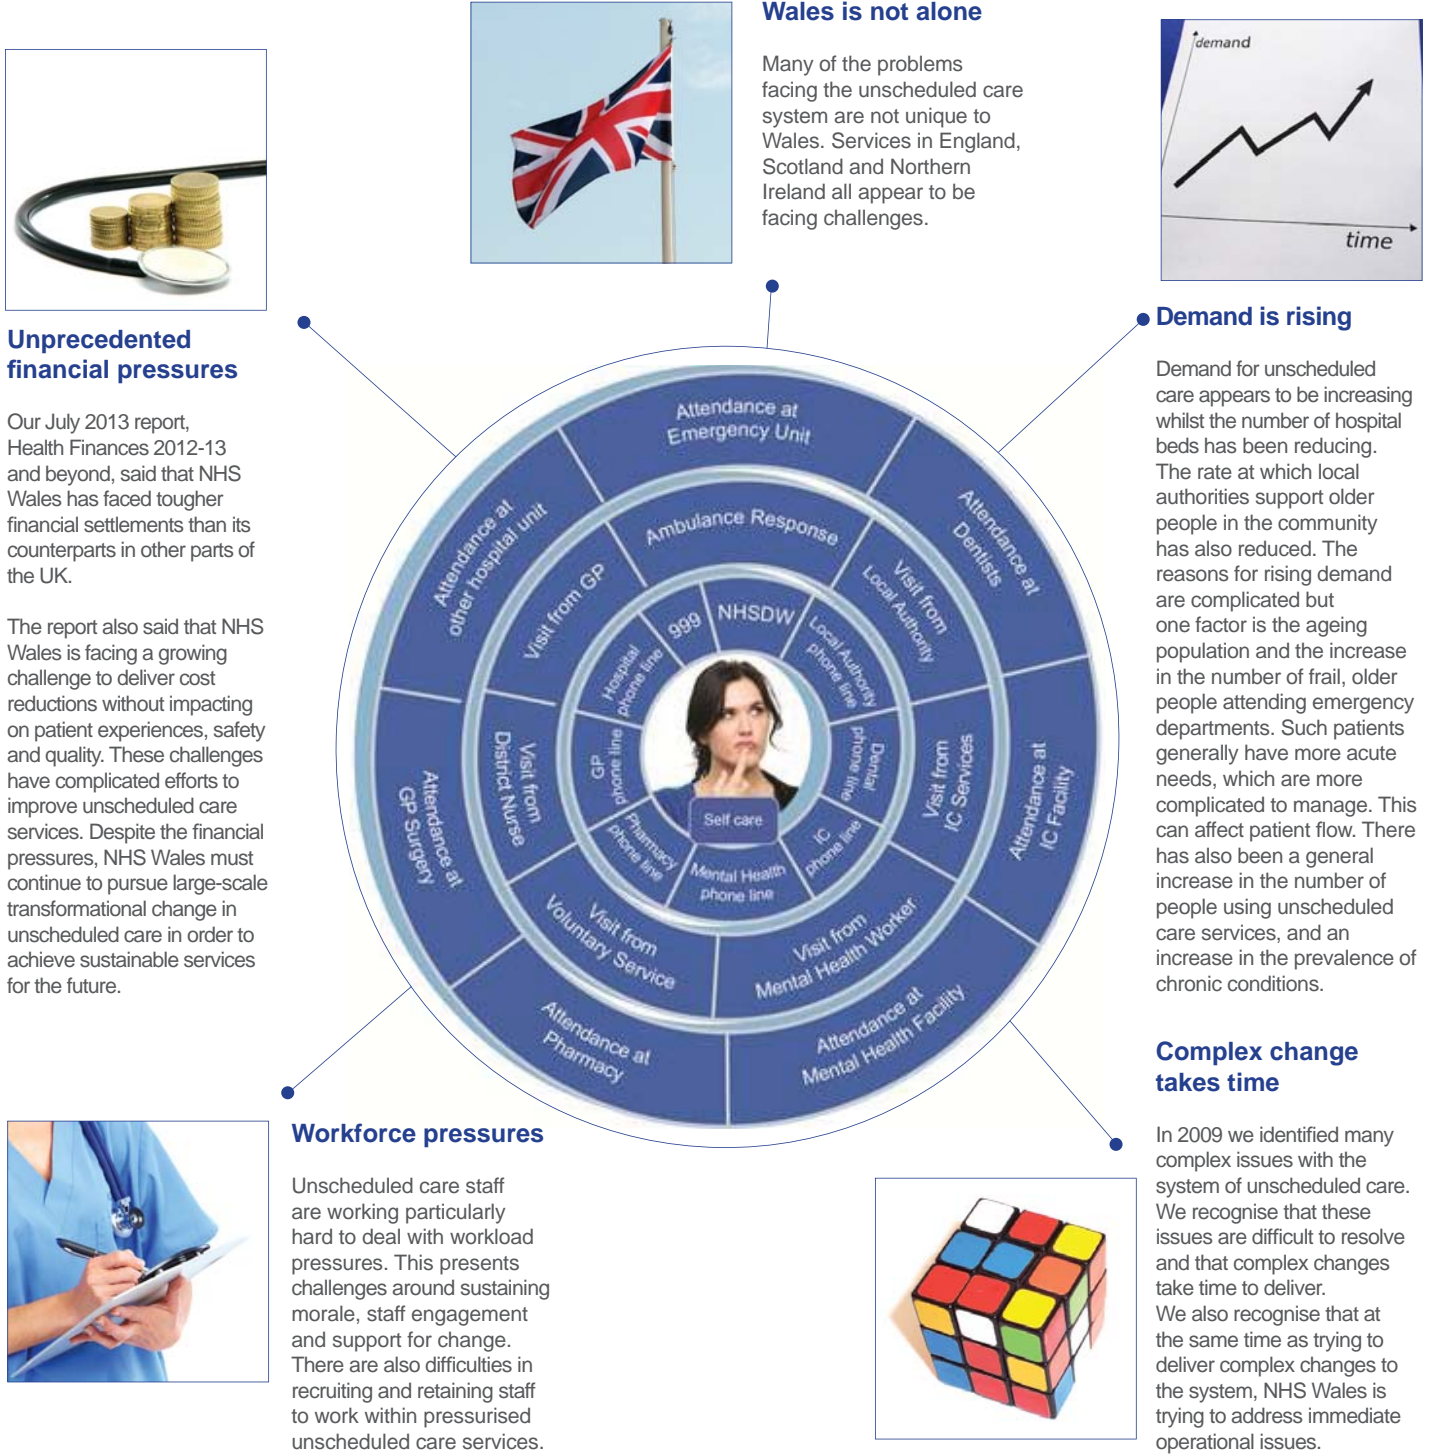 Wales is not alone
Many of the problems
facing the unscheduled care
system are not unique to
Wales. Services in England,
Scotland and Northern
Ireland all appear to be
facing challenges.
demand
time
Unprecedented
financial pressures
Our July 2013 report,
Health Finances 2012-13
and beyond, said that NHS
Wales has faced tougher
financial settlements than its
counterparts in other parts of
the UK.
The report also said that NHS
Wales is facing a growing
challenge to deliver cost
reductions without impacting
on patient experiences, safety
and quality. These challenges
have complicated efforts to
improve unscheduled care
services. Despite the financial
pressures, NHS Wales must
continue to pursue large-scale
transformational change in
unscheduled care in order to
achieve sustainable services
for the future.
Demand is rising
Demand for unscheduled
care appears to be increasing
whilst the number of hospital
beds has been reducing.
The rate at which local
authorities support older
people in the community
has also reduced. The
reasons for rising demand
are complicated but
one factor is the ageing
population and the increase
in the number of frail, older
people attending emergency
departments. Such patients
generally have more acute
needs, which are more
complicated to manage. This
can affect patient flow. There
has also been a general
increase in the number of
people using unscheduled
care services, and an
increase in the prevalence of
chronic conditions.
Attendance at
Emergency Unit
Attendance at
Dentists
Attendance at
IC Facility
Attendance at
Mental Health Facility
Attendance at
Pharmacy
Attendance at
GP Surgery
Attendance at
other hospital unit
Ambulance Response
Visit from
Local Authority
Visit from
IC Services
Visit from
Mental Health Worker
Visit from
Voluntary Service
Visit from
District Nurse
Visit from GP
NHSDW
Local Authority
phone line
Dental
phone line
IC
phone line
Mental Health
phone line
Pharmacy
phone line
GP
phone line
Hospital
phone line
999
Self care
Workforce pressures
Unscheduled care staff
are working particularly
hard to deal with workload
pressures. This presents
challenges around sustaining
morale, staff engagement
and support for change.
There are also difficulties in
recruiting and retaining staff
to work within pressurised
unscheduled care services.
Complex change
takes time
In 2009 we identified many
complex issues with the
system of unscheduled care.
We recognise that these
issues are difficult to resolve
and that complex changes
take time to deliver.
We also recognise that at
the same time as trying to
deliver complex changes to
the system, NHS Wales is
trying to address immediate
operational issues.